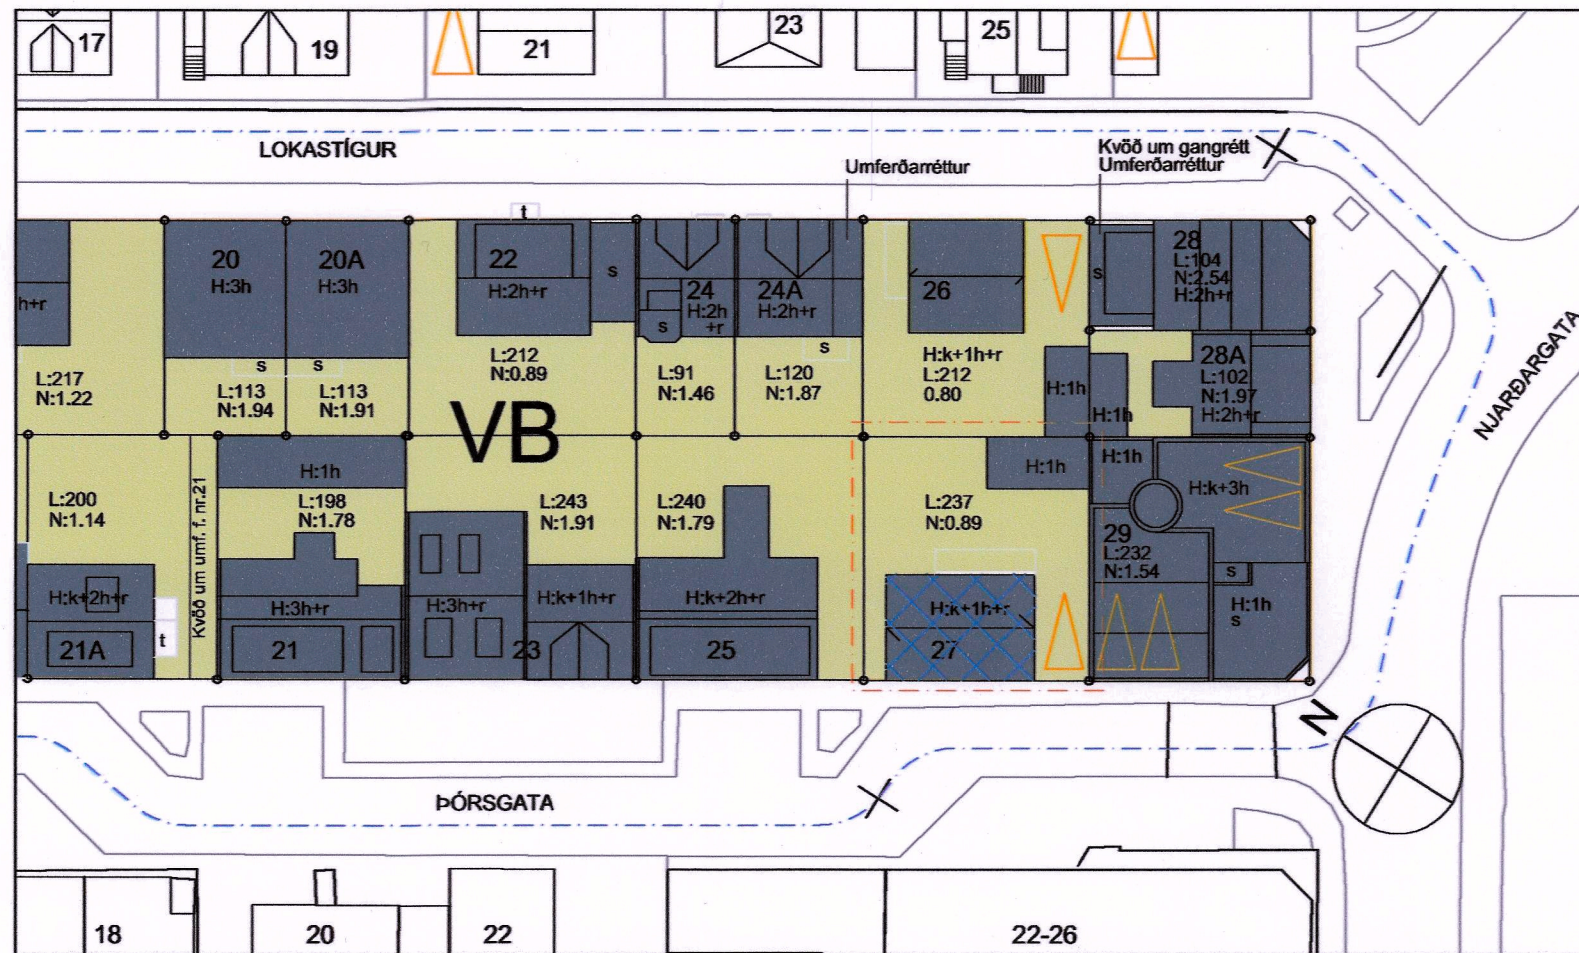 17
19
21
23
25
LOKASTÍGUR
Umferðarréttur
Kvöð um gangrétt
Umferðarréttur
NJARÐARGATA
t
h+r
L:217
N:1.22
20
H:3h
20A
H:3h
s
s
L:113
N:1.94
L:113
N:1.91
22
H:2h+r
s
L:212
N:0.89
24
H:2h
+r
s
L:91
N:1.46
24A
H:2h+r
s
L:120
N:1.87
26
H:k+1h+r
L:212
0.80
H:1h
s
28
L:104
N:2.54
H:2h+r
28A
L:102
N:1.97
H:2h+r
H:1h
VB
L:200
N:1.14
H:k+2h+r
21A
t
Kvöð um umf. f. nr.21
H:1h
L:198
N:1.78
H:3h+r
21
L:243
N:1.91
H:3h+r
H:k+1h+r
23
L:240
N:1.79
H:k+2h+r
25
L:237
N:0.89
H:1h
H:k+1h+r
27
H:1h
H:k+3h
29
L:232
N:1.54
s
H:1h
s
N
ÞÓRSGATA
18
20
22
22-26